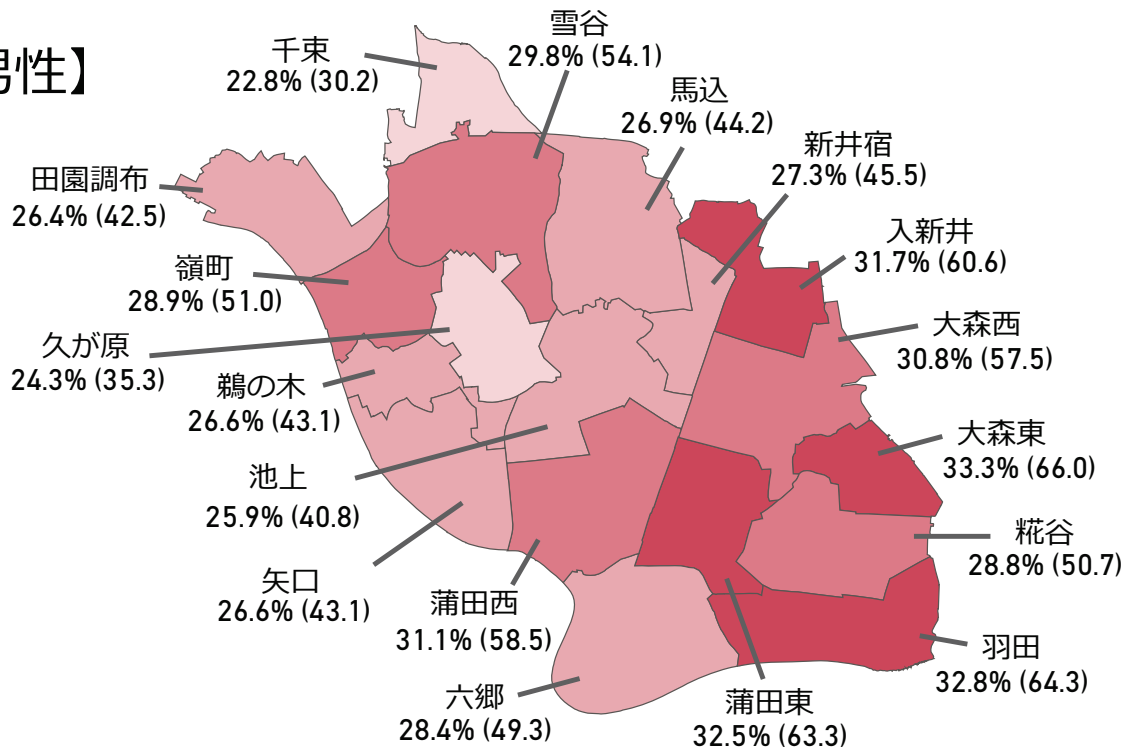 男性】
千束
22.8% (30.2)
雪谷
29.8% (54.1)
馬込
26.9% (44.2)
新井宿
27.3% (45.5)
田園調布
26.4% (42.5)
入新井
31.7% (60.6)
嶺町
28.9% (51.0)
大森西
30.8% (57.5)
久が原
24.3% (35.3)
鵜の木
26.6% (43.1)
大森東
33.3% (66.0)
池上
25.9% (40.8)
糀谷
28.8% (50.7)
矢口
26.6% (43.1)
蒲田西
31.1% (58.5)
羽田
32.8% (64.3)
六郷
28.4% (49.3)
蒲田東
32.5% (63.3)